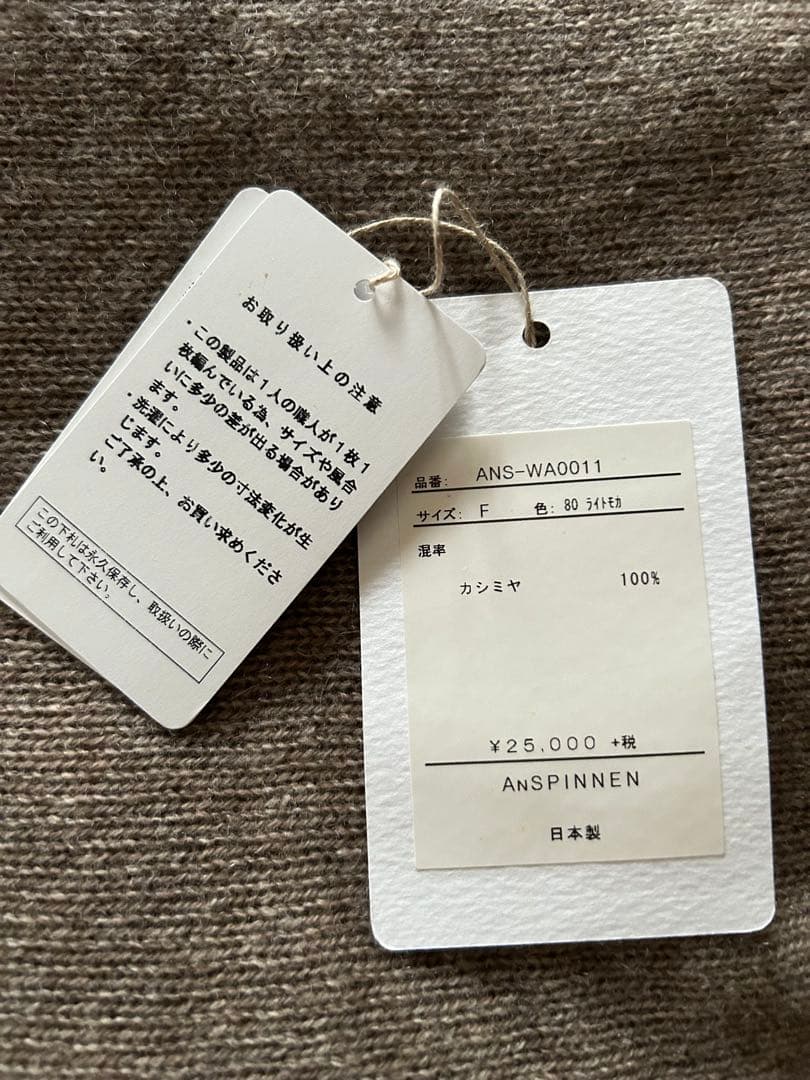 お取り扱い上の注意
・この製品は1人の職人が1枚1
枚編んでいる為、サイズや風合
いに多少の差が出る場合があり
ます。
・洗濯により多少の寸法変化が生
じます。
ご了承の上、お買い求めくださ
い。
この下札は永久保存し、取扱いの際に
ご利用して下さい。
品番: ANS-WA0011
サイズ: F 色: 80 ﾗｲﾄﾓｶ
混率
カシミヤ 100%
¥25,000 +税
ANSPINNEN
日本製